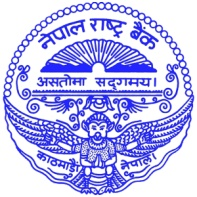 नेपाल राष्ट्र बैंक
असतोमा सद्गमय।
काठमाडौं नेपाल।